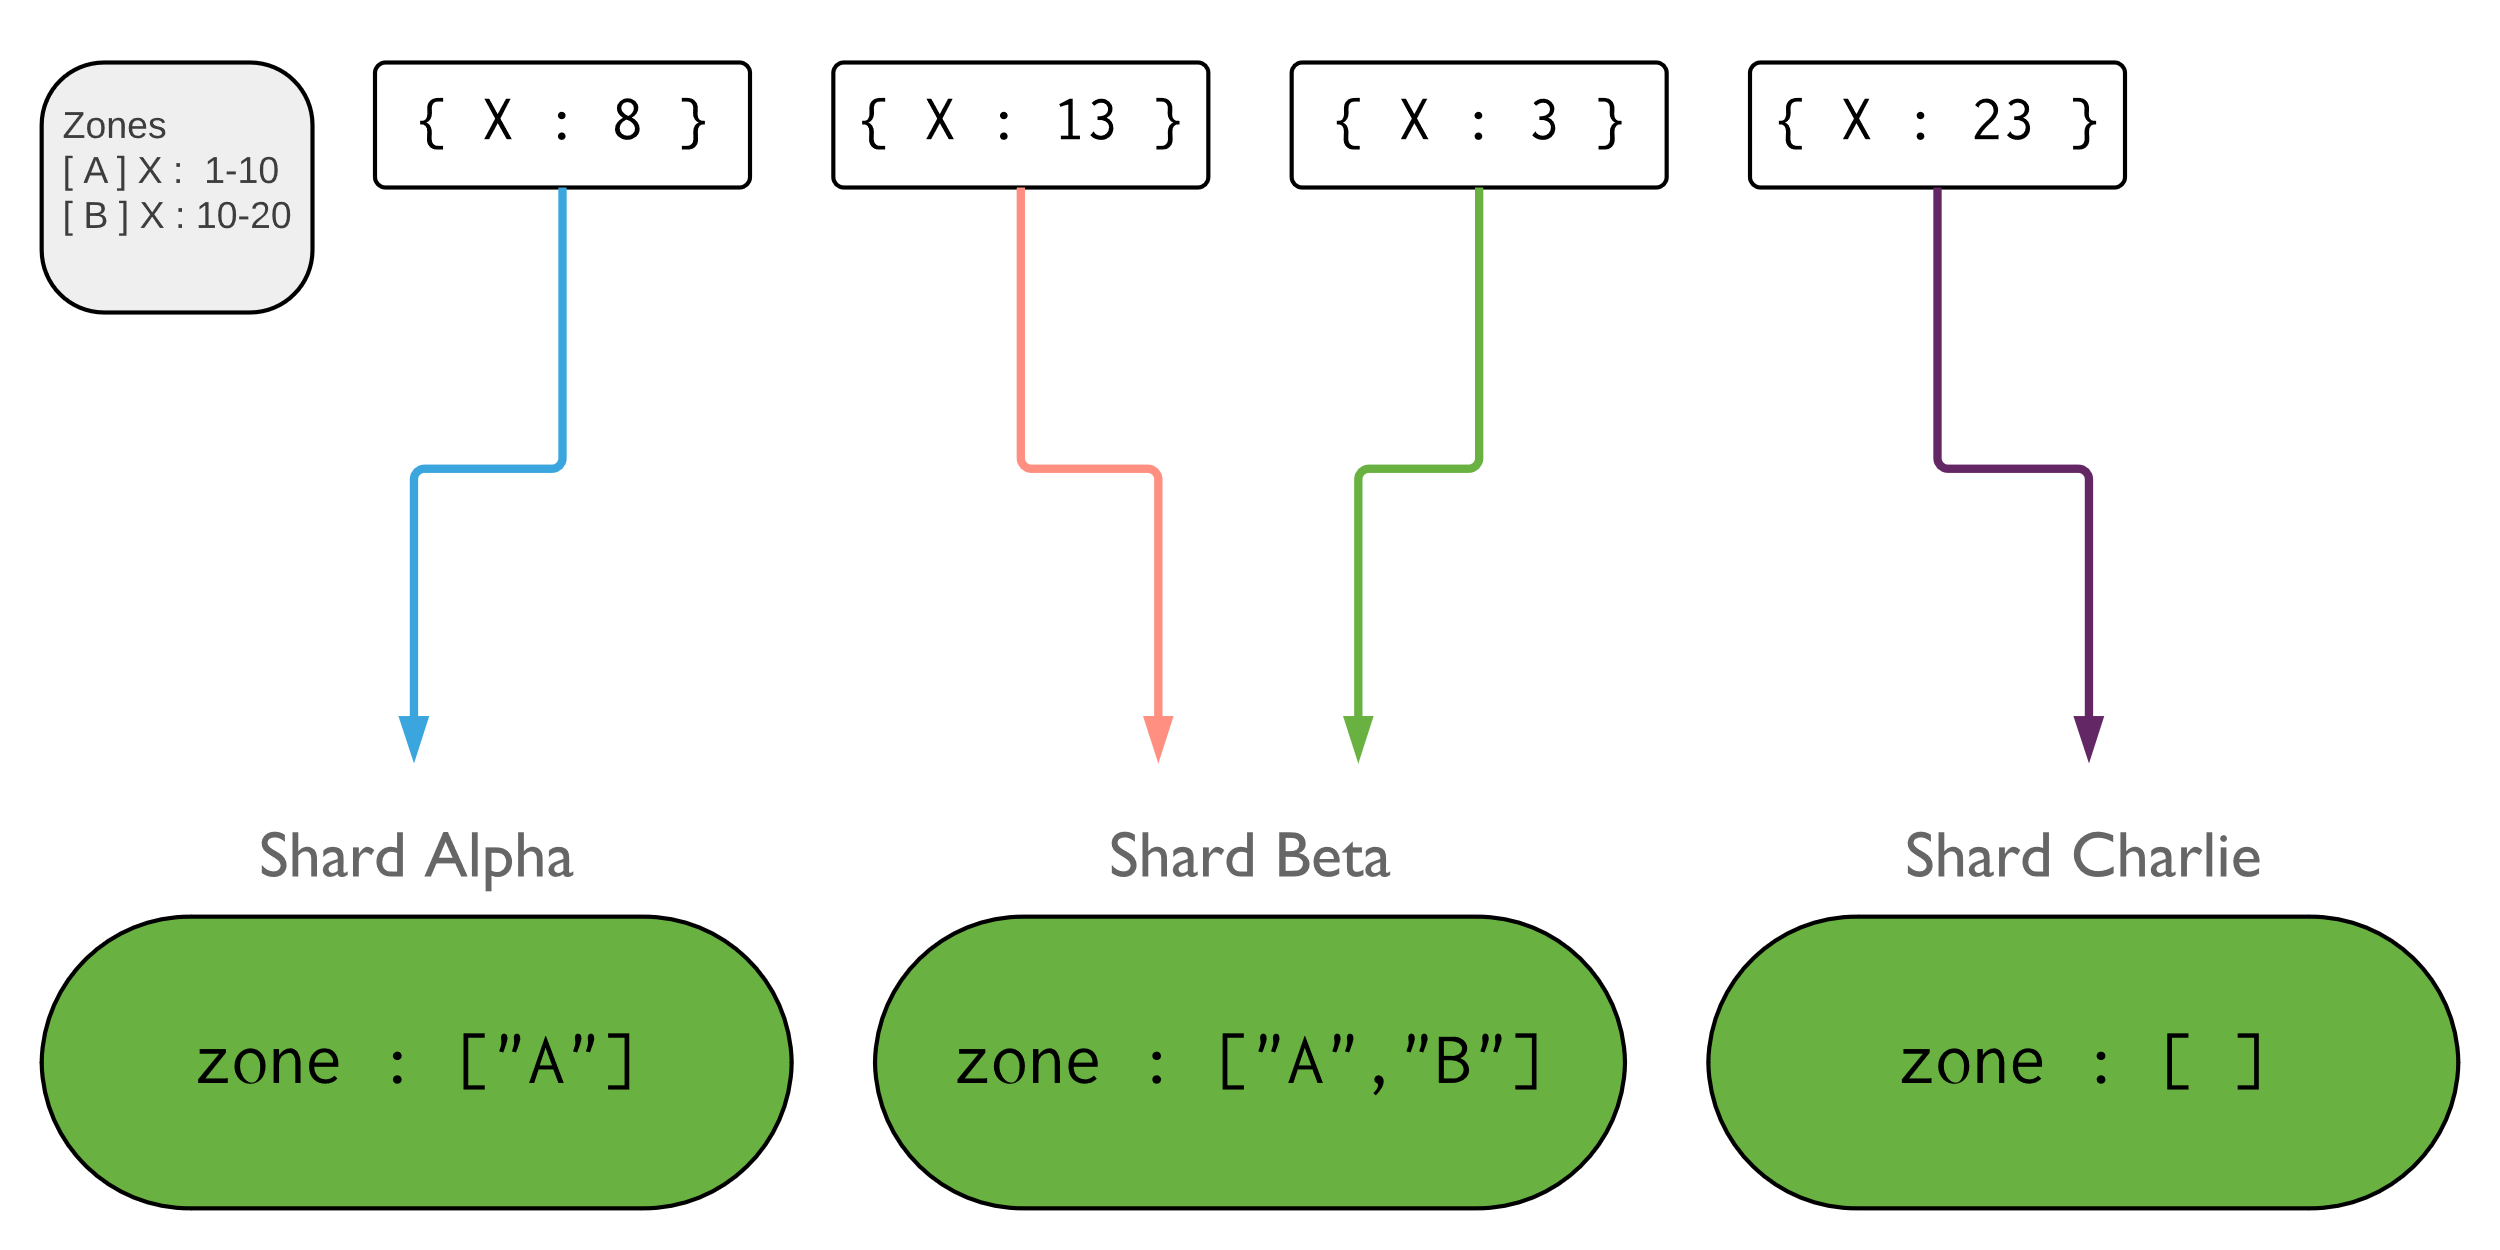 Zones
[ A ] X :  1-10
[ B ] X : 10-20
{ X : 8 }
{ X : 13 }
{ X : 3 }
{ X : 23 }
Shard Alpha
Shard Beta
Shard Charlie
zone : ["A"]
zone : ["A","B"]
zone : [ ]